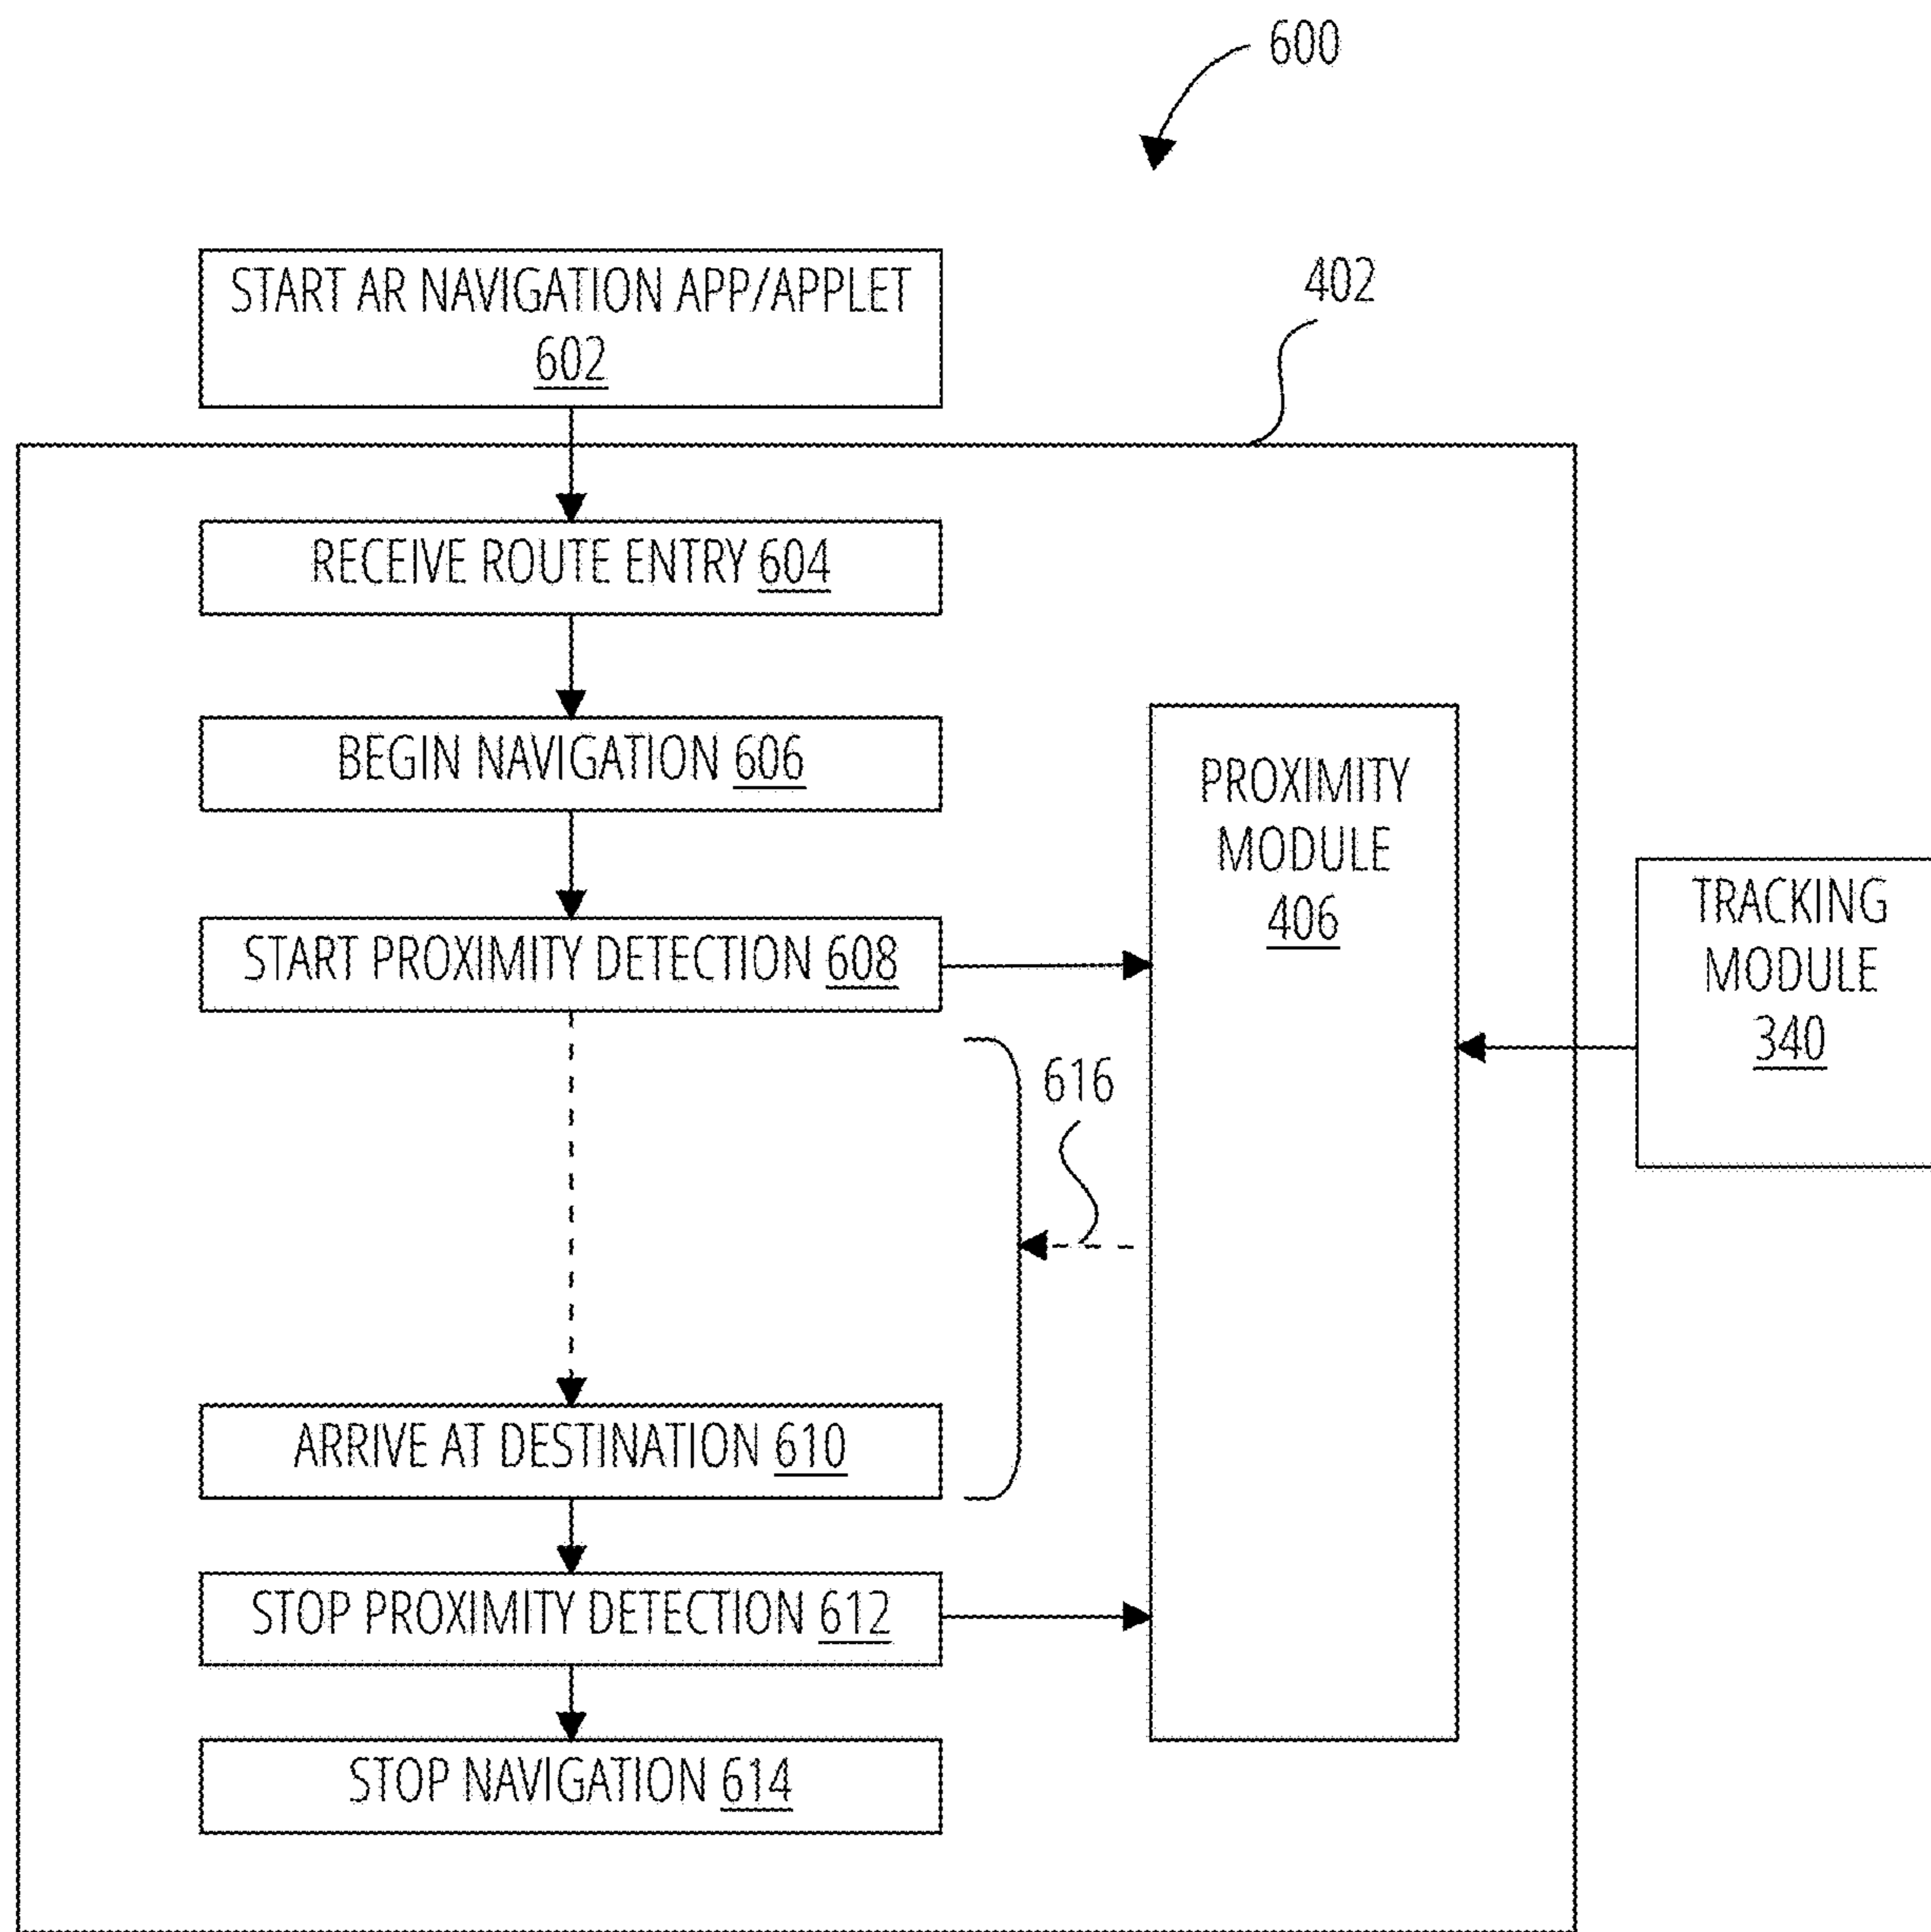 600
402
START AR NAVIGATION APP/APPLET
602
RECEIVE ROUTE ENTRY 604
BEGIN NAVIGATION 606
START PROXIMITY DETECTION 608
PROXIMITY
MODULE
406
TRACKING
MODULE
340
616
ARRIVE AT DESTINATION 610
STOP PROXIMITY DETECTION 612
STOP NAVIGATION 614